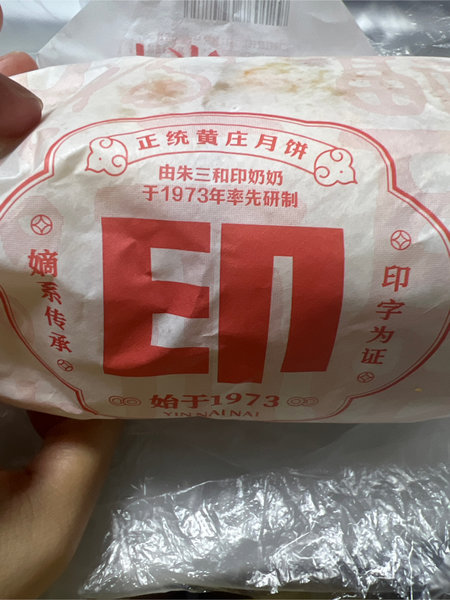 正统黄庄月饼
由朱三和印奶奶
于1973年率先研制
嫡系传承
印
印字为证
始于1973
YIN NAI NAI